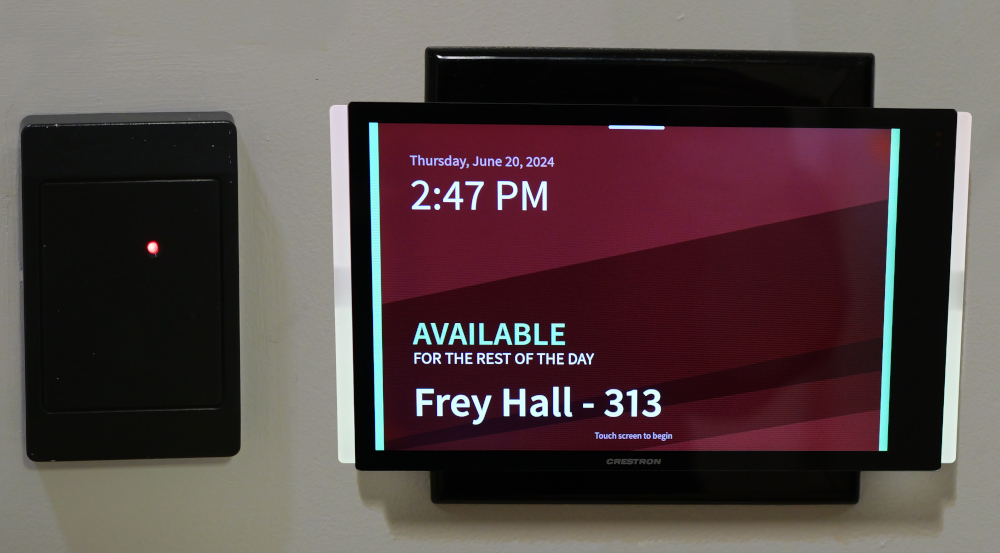 Thursday, June 20, 2024
2:47 PM
AVAILABLE
FOR THE REST OF THE DAY
Frey Hall - 313
Touch screen to begin
CRESTRON